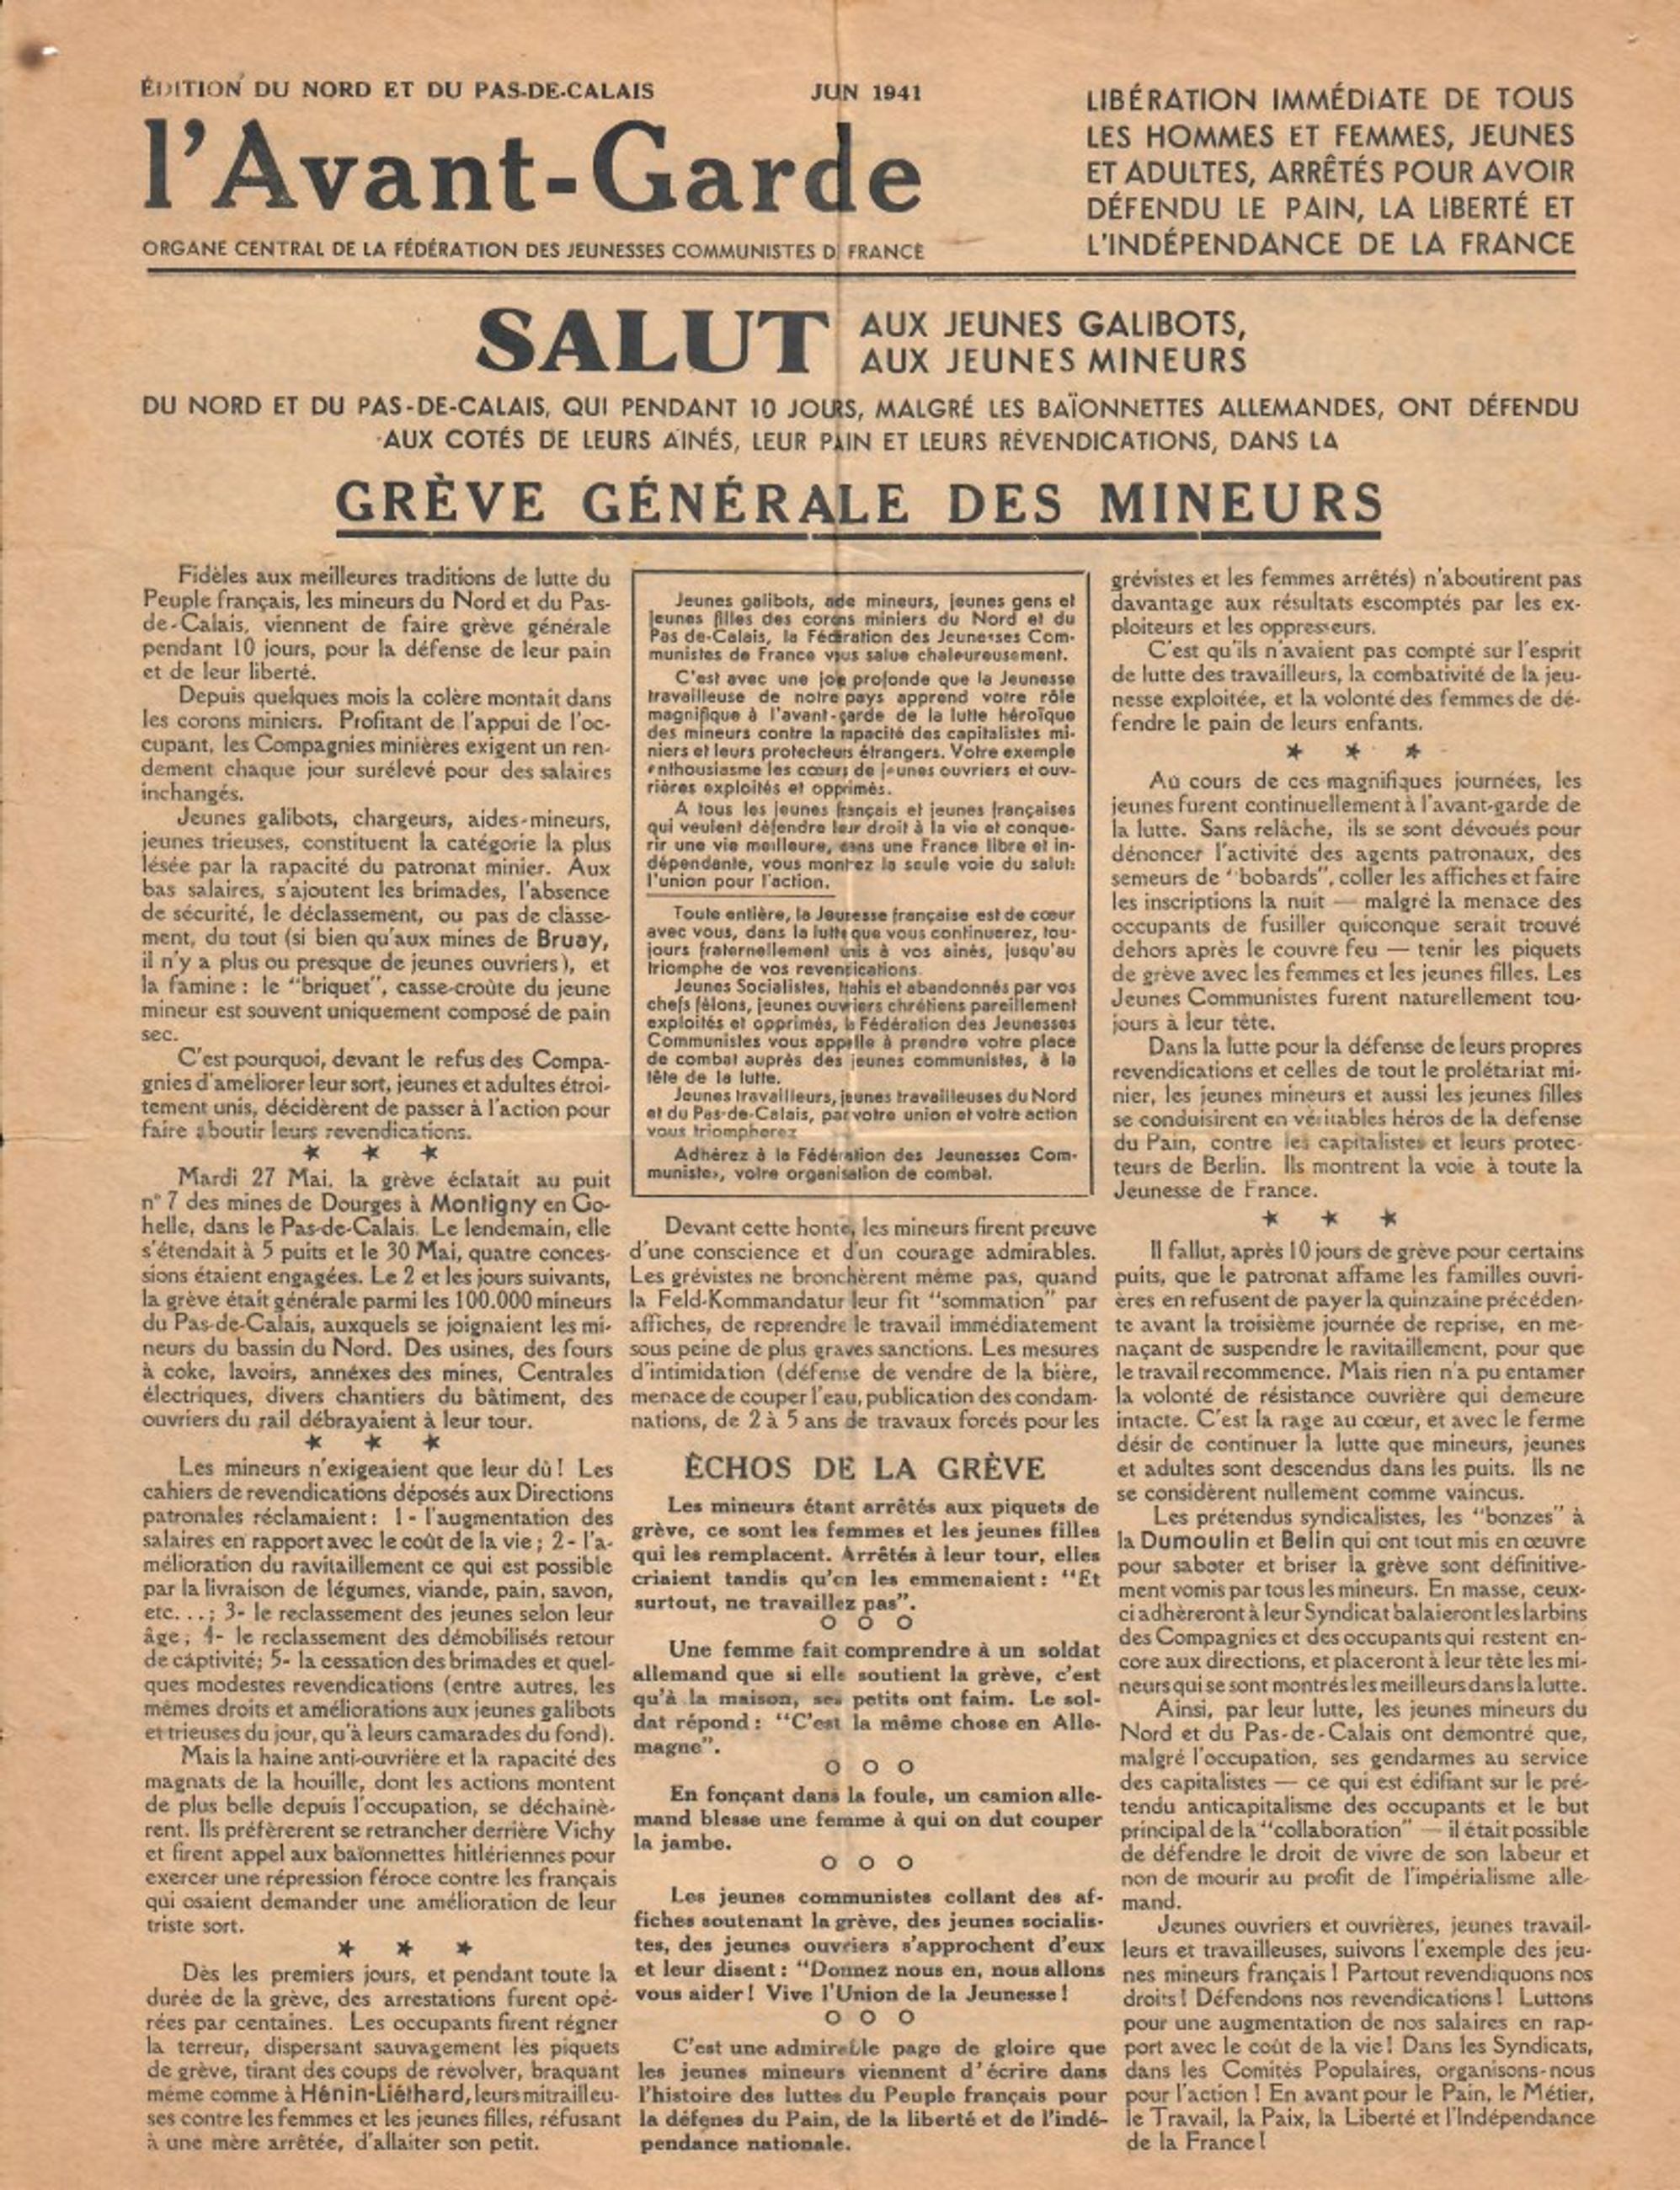 ÉDITION DU NORD ET DU PAS-DE-CALAIS
JUN 1941
l'Avant-Garde
ORGANE CENTRAL DE LA FÉDÉRATION DES JEUNESSES COMMUNISTES D FRANCE
LIBÉRATION IMMÉDIATE DE TOUS
LES HOMMES ET FEMMES, JEUNES
ET ADULTES, ARRÊTÉS POUR AVOIR
DÉFENDU LE PAIN, LA LIBERTÉ ET
L'INDÉPENDANCE DE LA FRANCE
SALUT
AUX JEUNES GALIBOTS,
AUX JEUNES MINEURS
DU NORD ET DU PAS-DE-CALAIS, QUI PENDANT 10 JOURS, MALGRÉ LES BAÏONNETTES ALLEMANDES, ONT DÉFENDU
AUX COTÉS DE LEURS AINÉS, LEUR PAIN ET LEURS REVENDICATIONS, DANS LA
GRÈVE GÉNÉRALE DES MINEURS
Fidèles aux meilleures traditions de lutte du
Peuple français, les mineurs du Nord et du Pas-
de-Calais, viennent de faire grève générale
pendant 10 jours, pour la défense de leur pain
et de leur liberté.
Depuis quelques mois la colère montait dans
les corons miniers. Profitant de l'appui de l'oc-
cupant, les Compagnies minières exigent un ren-
dement chaque jour surélevé pour des salaires
inchangés.
Jeunes galibots, chargeurs, aides-mineurs,
jeunes trieuses, constituent la catégorie la plus
lésée par la rapacité du patronat minier. Aux
bas salaires, s'ajoutent les brimades, l'absence
de sécurité, le déclassement, ou pas de classe-
ment, du tout (si bien qu'aux mines de Bruay,
il n'y a plus ou presque de jeunes ouvriers), et
la famine : le "briquet", casse-croûte du jeune
mineur est souvent uniquement composé de pain
sec.
C'est pourquoi, devant le refus des Compa-
gnies d'améliorer leur sort, jeunes et adultes étroi-
tement unis, décidèrent de passer à l'action pour
faire aboutir leurs revendications.
★ ★ ★
Mardi 27 Mai, la grève éclatait au puit
n° 7 des mines de Dourges à Montigny en Go-
helle, dans le Pas-de-Calais. Le lendemain, elle
s'étendait à 5 puits et le 30 Mai, quatre conces-
sions étaient engagées. Le 2 et les jours suivants,
la grève était générale parmi les 100.000 mineurs
du Pas-de-Calais, auxquels se joignaient les mi-
neurs du bassin du Nord. Des usines, des fours
à coke, lavoirs, annéxes des mines, Centrales
électriques, divers chantiers du bâtiment, des
ouvriers du rail débrayaient à leur tour.
★ ★ ★
Les mineurs n'exigeaient que leur dû ! Les
cahiers de revendications déposés aux Directions
patronales réclamaient : 1 - l'augmentation des
salaires en rapport avec le coût de la vie ; 2 - l'a-
mélioration du ravitaillement ce qui est possible
par la livraison de légumes, viande, pain, savon,
etc. . . ; 3- le reclassement des jeunes selon leur
âge ; 4- le reclassement des démobilisés retour
de captivité; 5- la cessation des brimades et quel-
ques modestes revendications (entre autres, les
mêmes droits et améliorations aux jeunes galibots
et trieuses du jour, qu'à leurs camarades du fond).
Mais la haine anti-ouvrière et la rapacité des
magnats de la houille, dont les actions montent
de plus belle depuis l'occupation, se déchainè-
rent. Ils préfèrerent se retrancher derrière Vichy
et firent appel aux baïonnettes hitlériennes pour
exercer une répression féroce contre les français
qui osaient demander une amélioration de leur
triste sort.
★ ★ ★
Dès les premiers jours, et pendant toute la
durée de la grève, des arrestations furent opé-
rées par centaines. Les occupants firent régner
la terreur, dispersant sauvagement les piquets
de grève, tirant des coups de revolver, braquant
même comme à Hénin-Liéthard, leurs mitrailleu-
ses contre les femmes et les jeunes filles, réfusant
à une mère arrêtée, d'allaiter son petit.
Jeunes galibots, ade mineurs, jeunes gens et
jeunes filles des corons miniers du Nord et du
Pas de-Calais, la Fédération des Jeunesses Com-
munistes de France vous salue chaleureusement.
C'est avec une joe profonde que la Jeunesse
travailleuse de notre pays apprend votre rôle
magnifique à l'avant-garde de la lutte héroïque
des mineurs contre la rapacité des capitalistes mi-
niers et leurs protecteurs étrangers. Votre exemple
enthousiasme les cœurs de jeunes ouvriers et ouv-
rières exploités et opprimés.
A tous les jeunes français et jeunes françaises
qui veulent défendre leur droit à la vie et conque-
rir une vie meilleure, dans une France libre et in-
dépendante, vous montrez la seule voie du salut:
l'union pour l'action.
Toute entière, la Jeunesse française est de cœur
avec vous, dans la lutte que vous continuerez, tou-
jours fraternellement unis à vos ainés, jusqu'au
triomphe de vos revendications.
Jeunes Socialistes, trahis et abandonnés par vos
chefs félons, jeunes ouvriers chrétiens pareillement
exploités et opprimés, la Fédération des Jeunesses
Communistes vous appelle à prendre votre place
de combat auprès des jeunes communistes, à la
tête de la lutte.
Jeunes travailleurs, jeunes travailleuses du Nord
et du Pas-de-Calais, par votre union et votre action
vous triompherez
Adhérez à la Fédération des Jeunesses Com-
munistes, votre organisation de combat.
Devant cette honte, les mineurs firent preuve
d'une conscience et d'un courage admirables.
Les grévistes ne bronchèrent même pas, quand
la Feld-Kommandatur leur fit "sommation" par
affiches, de reprendre le travail immédiatement
sous peine de plus graves sanctions. Les mesures
d'intimidation (défense de vendre de la bière,
menace de couper l'eau, publication des condam-
nations, de 2 à 5 ans de travaux forcés pour les
ÉCHOS DE LA GRÈVE
Les mineurs étant arrêtés aux piquets de
grève, ce sont les femmes et les jeunes filles
qui les remplacent. Arrêtés à leur tour, elles
criaient tandis qu'on les emmenaient : "Et
surtout, ne travaillez pas".
O O O
Une femme fait comprendre à un soldat
allemand que si elle soutient la grève, c'est
qu'à la maison, ses petits ont faim. Le sol-
dat répond : "C'est la même chose en Alle-
magne".
O O O
En fonçant dans la foule, un camion alle-
mand blesse une femme à qui on dut couper
la jambe.
O O O
Les jeunes communistes collant des af-
fiches soutenant la grève, des jeunes socialis-
tes, des jeunes ouvriers s'approchent d'eux
et leur disent : "Donnez nous en, nous allons
vous aider ! Vive l'Union de la Jeunesse !
O O O
C'est une admirable page de gloire que
les jeunes mineurs viennent d'écrire dans
l'histoire des luttes du Peuple français pour
la défenes du Pain, de la liberté et de l'indé-
pendance nationale.
grévistes et les femmes arrêtés) n'aboutirent pas
davantage aux résultats escomptés par les ex-
ploiteurs et les oppresseurs.
C'est qu'ils n'avaient pas compté sur l'esprit
de lutte des travailleurs, la combativité de la jeu-
nesse exploitée, et la volonté des femmes de dé-
fendre le pain de leurs enfants.
★ ★ ★
Au cours de ces magnifiques journées, les
jeunes furent continuellement à l'avant-garde de
la lutte. Sans relâche, ils se sont dévoués pour
dénoncer l'activité des agents patronaux, des
semeurs de "bobards", coller les affiches et faire
les inscriptions la nuit — malgré la menace des
occupants de fusiller quiconque serait trouvé
dehors après le couvre feu — tenir les piquets
de grève avec les femmes et les jeunes filles. Les
Jeunes Communistes furent naturellement tou-
jours à leur tête.
Dans la lutte pour la défense de leurs propres
revendications et celles de tout le prolétariat mi-
nier, les jeunes mineurs et aussi les jeunes filles
se conduisirent en véritables héros de la défense
du Pain, contre les capitalistes et leurs protec-
teurs de Berlin. Ils montrent la voie à toute la
Jeunesse de France.
★ ★ ★
Il fallut, après 10 jours de grève pour certains
puits, que le patronat affame les familles ouvri-
ères en refusent de payer la quinzaine précéden-
te avant la troisième journée de reprise, en me-
naçant de suspendre le ravitaillement, pour que
le travail recommence. Mais rien n'a pu entamer
la volonté de résistance ouvrière qui demeure
intacte. C'est la rage au cœur, et avec le ferme
désir de continuer la lutte que mineurs, jeunes
et adultes sont descendus dans les puits. Ils ne
se considèrent nullement comme vaincus.
Les prétendus syndicalistes, les "bonzes" à
la Dumoulin et Belin qui ont tout mis en œuvre
pour saboter et briser la grève sont définitive-
ment vomis par tous les mineurs. En masse, ceux-
ci adhèreront à leur Syndicat balaieront les larbins
des Compagnies et des occupants qui restent en-
core aux directions, et placeront à leur tête les mi-
neurs qui se sont montrés les meilleurs dans la lutte.
Ainsi, par leur lutte, les jeunes mineurs du
Nord et du Pas-de-Calais ont démontré que,
malgré l'occupation, ses gendarmes au service
des capitalistes — ce qui est édifiant sur le pré-
tendu anticapitalisme des occupants et le but
principal de la "collaboration" — il était possible
de défendre le droit de vivre de son labeur et
non de mourir au profit de l'impérialisme alle-
mand.
Jeunes ouvriers et ouvrières, jeunes travail-
leurs et travailleuses, suivons l'exemple des jeu-
nes mineurs français ! Partout revendiquons nos
droits ! Défendons nos revendications ! Luttons
pour une augmentation de nos salaires en rap-
port avec le coût de la vie ! Dans les Syndicats,
dans les Comités Populaires, organisons-nous
pour l'action ! En avant pour le Pain, le Métier,
le Travail, la Paix, la Liberté et l'Indépendance
de la France !